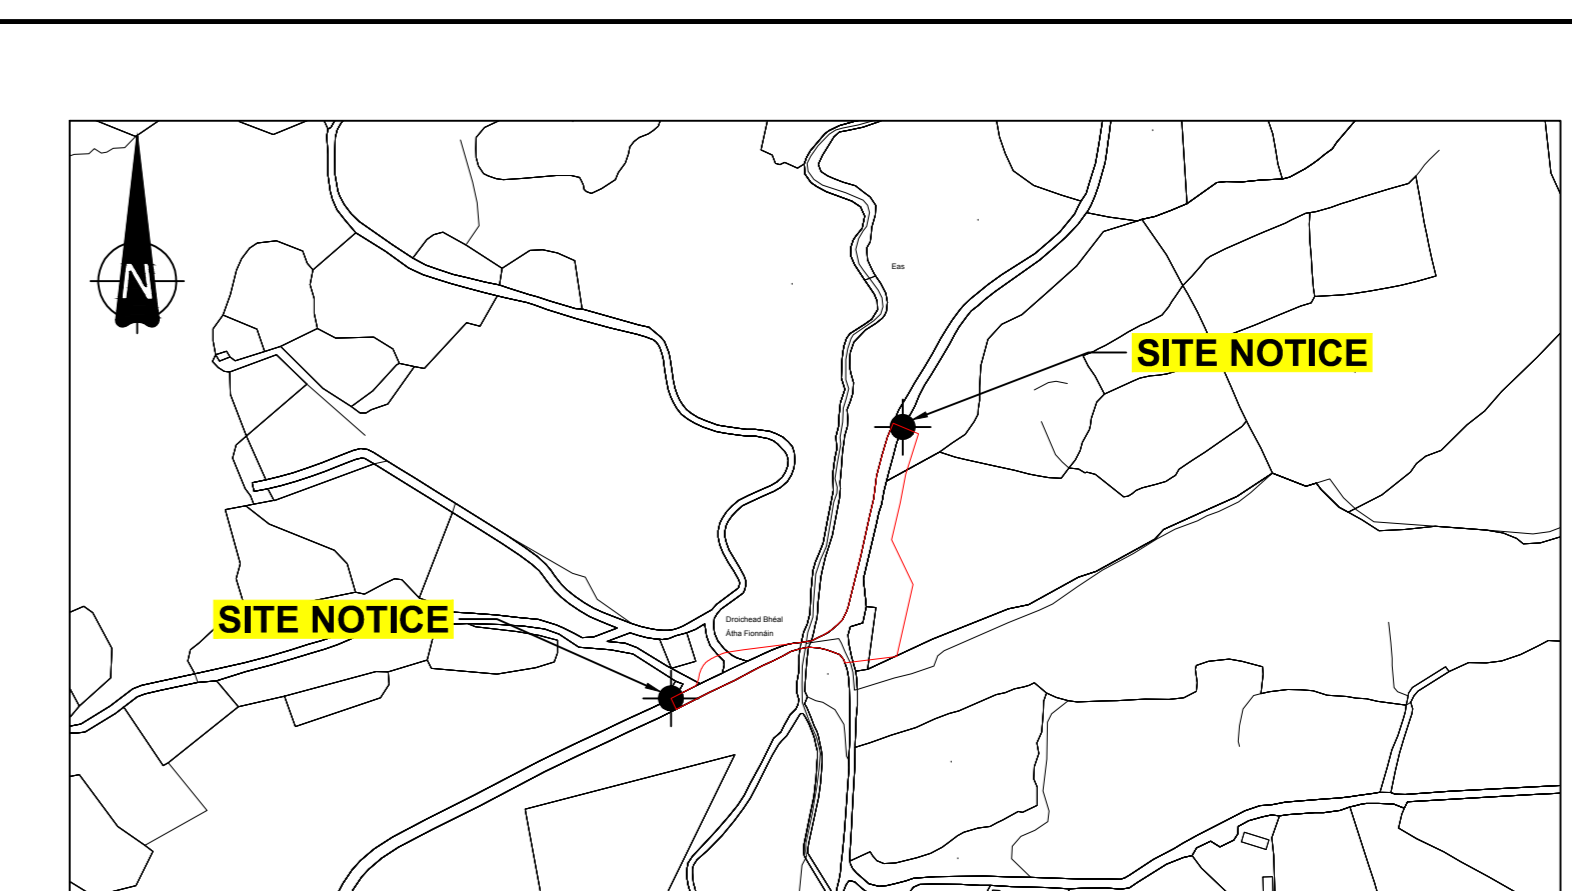 N
Eas
SITE NOTICE
SITE NOTICE
Droichead Bhéal
Átha Fionnáin